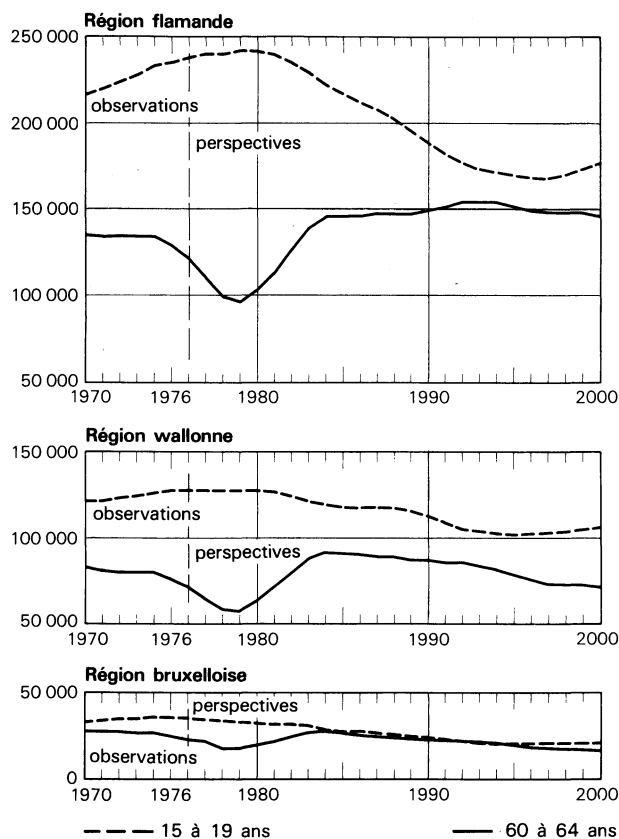 Région flamande
250 000
observations
200 000
perspectives
150 000
100 000
50 000
1970 1976 1980 1990 2000
Région wallonne
150 000
observations
100 000
perspectives
50 000
1970 1976 1980 1990 2000
Région bruxelloise
50 000
perspectives
observations
0
1970 1976 1980 1990 2000
15 à 19 ans 60 à 64 ans